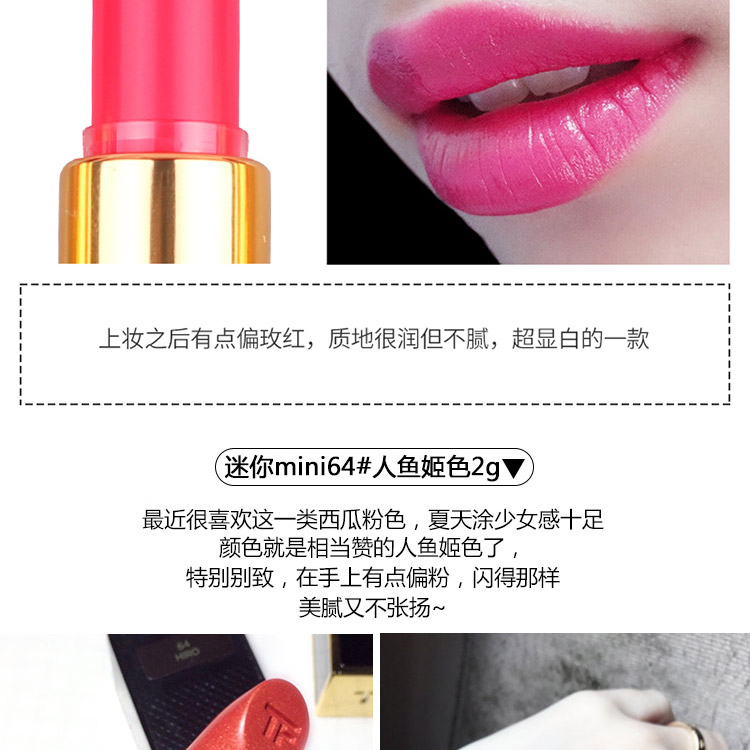 上妆之后有点偏玫红，质地很润但不腻，超显白的一款
迷你mini64#人鱼姬色2g▼
最近很喜欢这一类西瓜粉色，夏天涂少女感十足
颜色就是相当赞的人鱼姬色了，
特别别致，在手上有点偏粉，闪得那样
美腻又不张扬~
64
HIRO